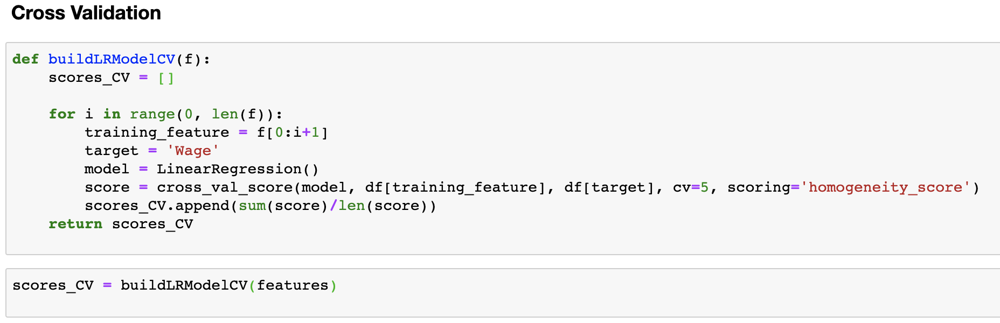 Cross Validation
def buildLRModelCV(f):
    scores_CV = []
    for i in range(0, len(f)):
        training_feature = f[0:i+1]
        target = 'Wage'
        model = LinearRegression()
        score = cross_val_score(model, df[training_feature], df[target], cv=5, scoring='homogeneity_score')
        scores_CV.append(sum(score)/len(score))
    return scores_CV
scores_CV = buildLRModelCV(features)